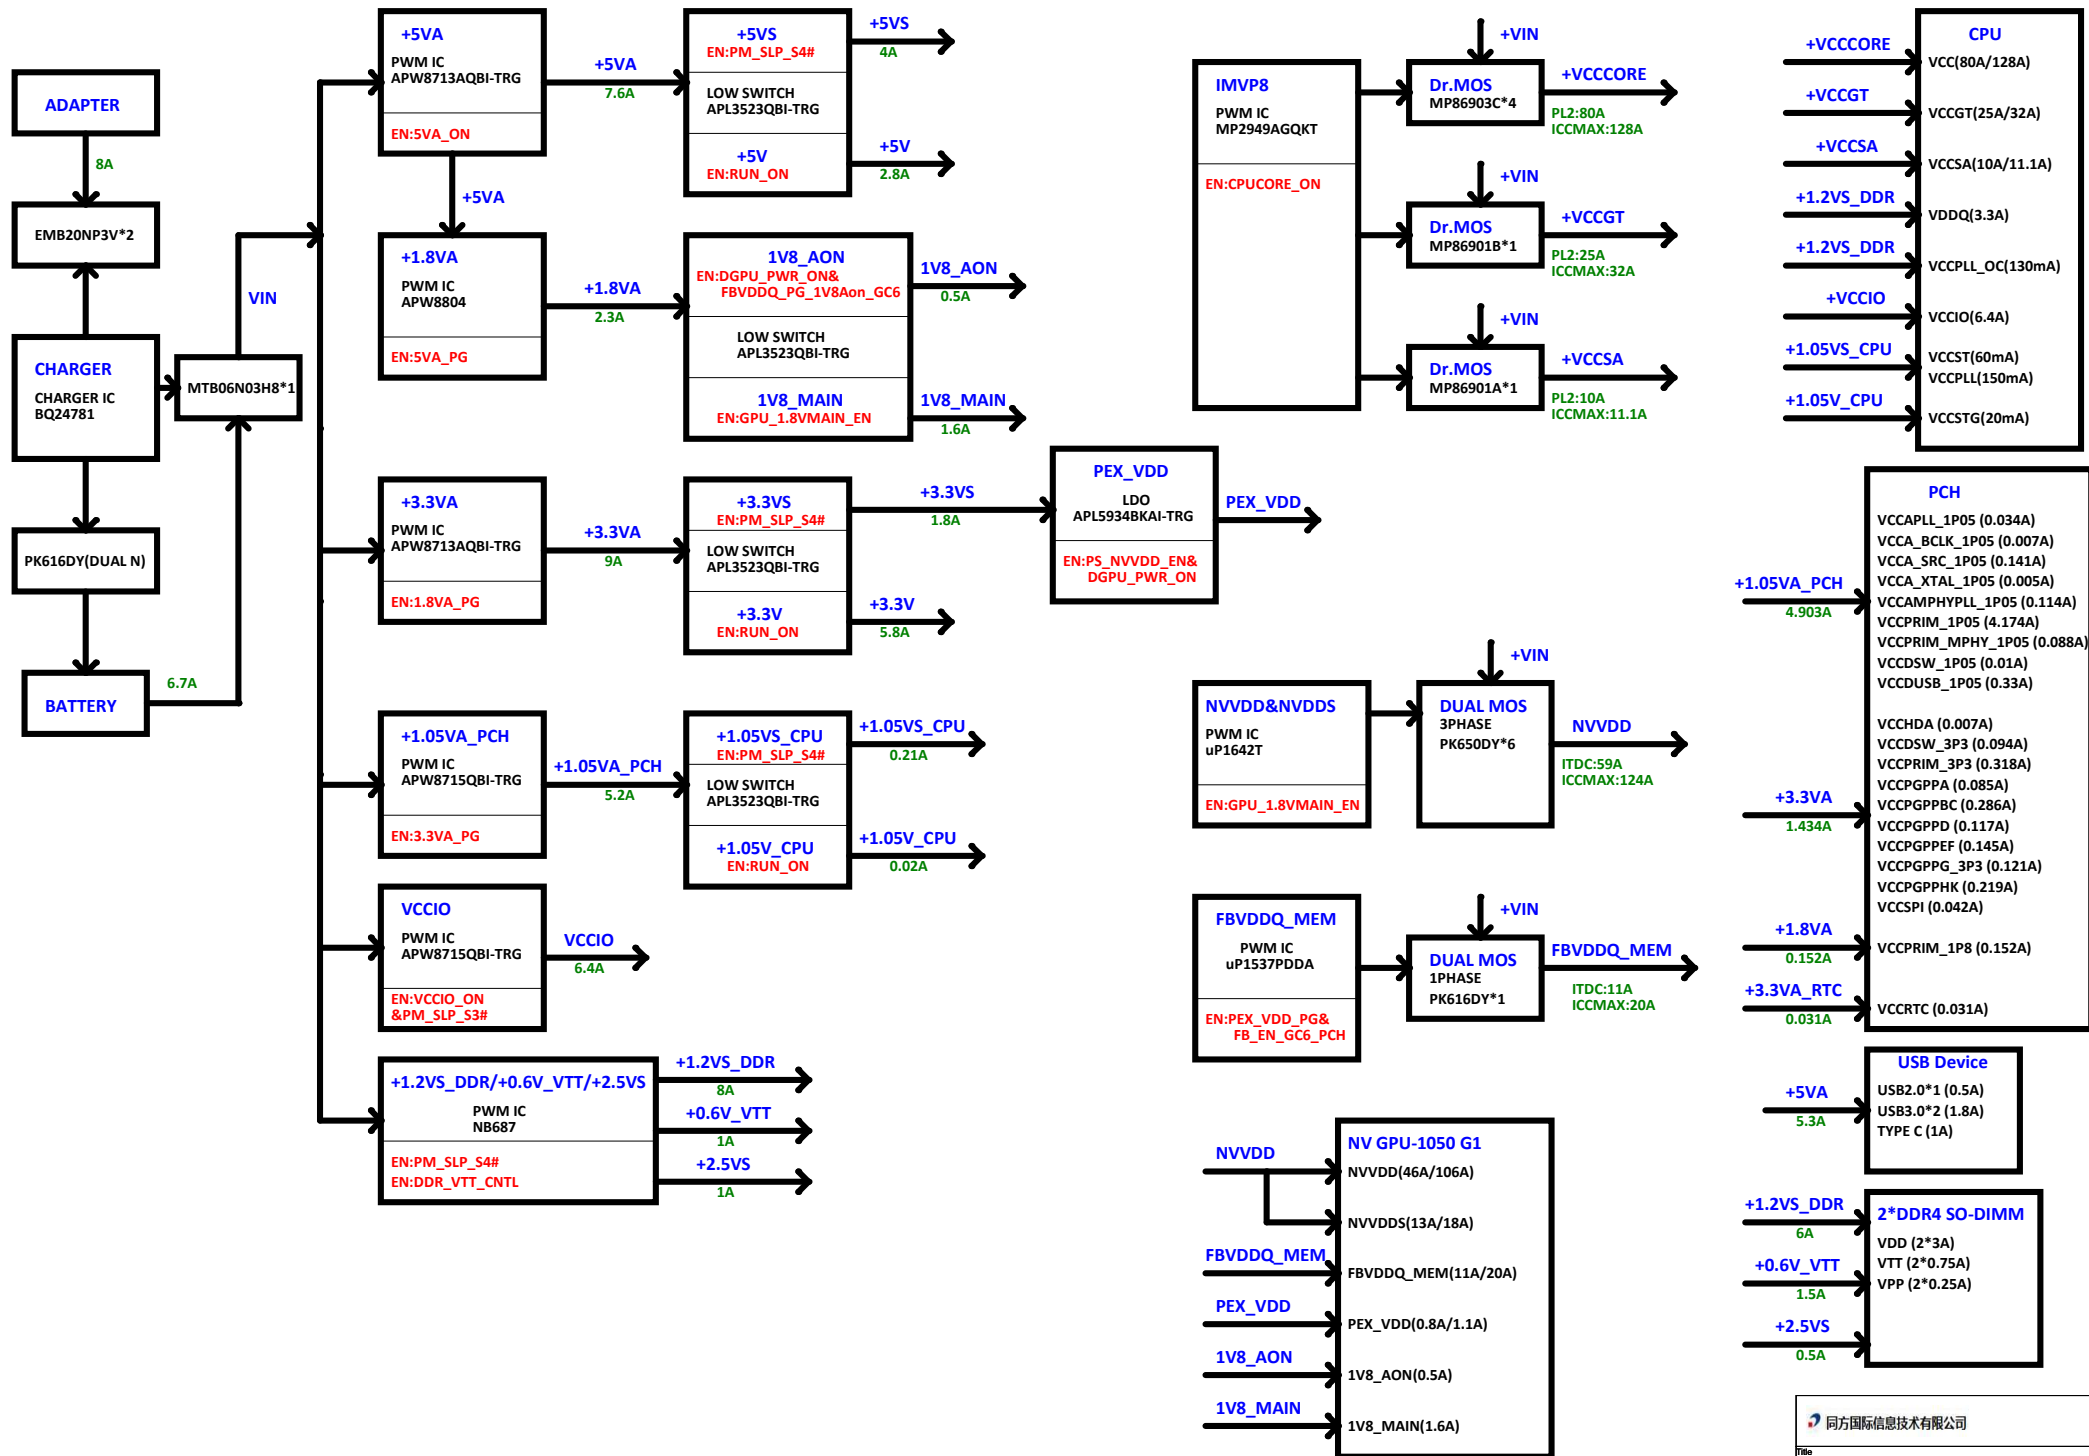 ADAPTER
8A
EMB20NP3V*2
CHARGER
CHARGER IC
BQ24781
MTB06N03H8*1
VIN
PK616DY(DUAL N)
BATTERY
6.7A
+5VA
PWM IC
APW8713AQBI-TRG
EN:5VA_ON
+5VA
7.6A
+5VS
EN:PM_SLP_S4#
LOW SWITCH
APL3523QBI-TRG
+5V
EN:RUN_ON
+5VS
4A
+5V
2.8A
+5VA
+1.8VA
PWM IC
APW8804
EN:5VA_PG
+1.8VA
2.3A
1V8_AON
EN:DGPU_PWR_ON&
FBVDDQ_PG_1V8Aon_GC6
LOW SWITCH
APL3523QBI-TRG
1V8_MAIN
EN:GPU_1.8VMAIN_EN
1V8_AON
0.5A
1V8_MAIN
1.6A
+3.3VA
PWM IC
APW8713AQBI-TRG
EN:1.8VA_PG
+3.3VA
9A
+3.3VS
EN:PM_SLP_S4#
LOW SWITCH
APL3523QBI-TRG
+3.3V
EN:RUN_ON
+3.3VS
1.8A
+3.3V
5.8A
PEX_VDD
LDO
APL5934BKAI-TRG
EN:PS_NVVDD_EN&
DGPU_PWR_ON
PEX_VDD
+1.05VA_PCH
PWM IC
APW8715QBI-TRG
EN:3.3VA_PG
+1.05VA_PCH
5.2A
+1.05VS_CPU
EN:PM_SLP_S4#
LOW SWITCH
APL3523QBI-TRG
+1.05V_CPU
EN:RUN_ON
+1.05VS_CPU
0.21A
+1.05V_CPU
0.02A
VCCIO
PWM IC
APW8715QBI-TRG
EN:VCCIO_ON
&PM_SLP_S3#
VCCIO
6.4A
+1.2VS_DDR/+0.6V_VTT/+2.5VS
PWM IC
NB687
EN:PM_SLP_S4#
EN:DDR_VTT_CNTL
+1.2VS_DDR
8A
+0.6V_VTT
1A
+2.5VS
1A
IMVP8
PWM IC
MP2949AGQKT
EN:CPUCORE_ON
+VIN
Dr.MOS
MP86903C*4
+VCCCORE
PL2:80A
ICCMAX:128A
+VIN
Dr.MOS
MP86901B*1
+VCCGT
PL2:25A
ICCMAX:32A
+VIN
Dr.MOS
MP86901A*1
+VCCSA
PL2:10A
ICCMAX:11.1A
NVVDD&NVDDS
PWM IC
uP1642T
EN:GPU_1.8VMAIN_EN
+VIN
DUAL MOS
3PHASE
PK650DY*6
NVVDD
ITDC:59A
ICCMAX:124A
FBVDDQ_MEM
PWM IC
uP1537PDDA
EN:PEX_VDD_PG&
FB_EN_GC6_PCH
+VIN
DUAL MOS
1PHASE
PK616DY*1
FBVDDQ_MEM
ITDC:11A
ICCMAX:20A
NV GPU-1050 G1
NVVDD
NVVDD(46A/106A)
NVVDDS(13A/18A)
FBVDDQ_MEM
FBVDDQ_MEM(11A/20A)
PEX_VDD
PEX_VDD(0.8A/1.1A)
1V8_AON
1V8_AON(0.5A)
1V8_MAIN
1V8_MAIN(1.6A)
CPU
+VCCCORE
VCC(80A/128A)
+VCCGT
VCCGT(25A/32A)
+VCCSA
VCCSA(10A/11.1A)
+1.2VS_DDR
VDDQ(3.3A)
+1.2VS_DDR
VCCPLL_OC(130mA)
+VCCIO
VCCIO(6.4A)
+1.05VS_CPU
VCCST(60mA)
VCCPLL(150mA)
+1.05V_CPU
VCCSTG(20mA)
PCH
VCCAPLL_1P05 (0.034A)
VCCA_BCLK_1P05 (0.007A)
VCCA_SRC_1P05 (0.141A)
VCCA_XTAL_1P05 (0.005A)
VCCAMPHYPLL_1P05 (0.114A)
VCCPRIM_1P05 (4.174A)
VCCPRIM_MPHY_1P05 (0.088A)
VCCDSW_1P05 (0.01A)
VCCDUSB_1P05 (0.33A)
+1.05VA_PCH
4.903A
VCCHDA (0.007A)
VCCDSW_3P3 (0.094A)
VCCPRIM_3P3 (0.318A)
VCCPGPPA (0.085A)
VCCPGPPBC (0.286A)
VCCPGPPD (0.117A)
VCCPGPPEF (0.145A)
VCCPGPPG_3P3 (0.121A)
VCCPGPPHK (0.219A)
VCCSPI (0.042A)
+3.3VA
1.434A
+1.8VA
0.152A
VCCPRIM_1P8 (0.152A)
+3.3VA_RTC
0.031A
VCCRTC (0.031A)
USB Device
+5VA
5.3A
USB2.0*1 (0.5A)
USB3.0*2 (1.8A)
TYPE C (1A)
2*DDR4 SO-DIMM
+1.2VS_DDR
6A
VDD (2*3A)
VTT (2*0.75A)
VPP (2*0.25A)
+0.6V_VTT
1.5A
+2.5VS
0.5A
同方国际信息技术有限公司
Title